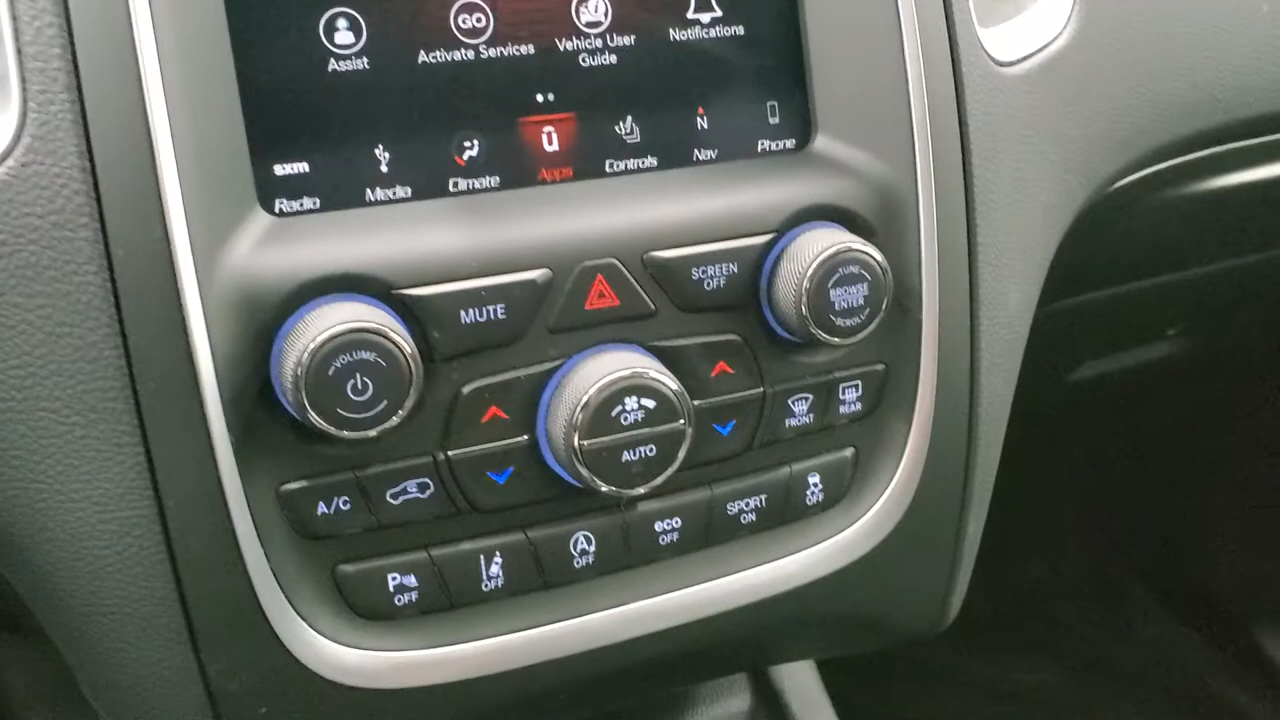 Assist
GO
Activate Services
Vehicle User
Guide
Notifications
sxm
Radio
Media
Climate
û
Apps
Controls
N
Nav
Phone
MUTE
SCREEN
OFF
TUNE
BROWSE
ENTER
SCROLL
VOLUME
OFF
AUTO
FRONT
REAR
A/C
P
OFF
OFF
A
OFF
eco
OFF
SPORT
ON
OFF